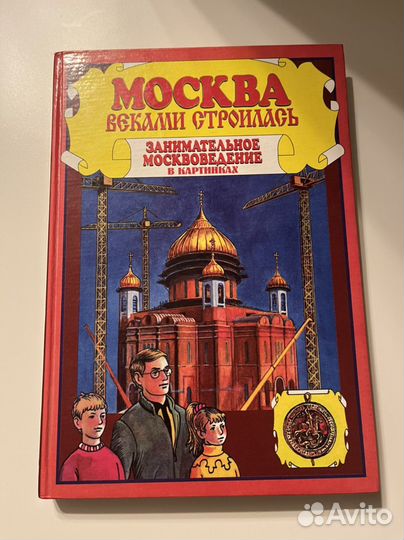 МОСКВА
ВЕКАМИ СТРОИЛАСЬ
ЗАНИМАТЕЛЬНОЕ
МОСКВОВЕДЕНИЕ
В КАРТИНКАХ
Avito